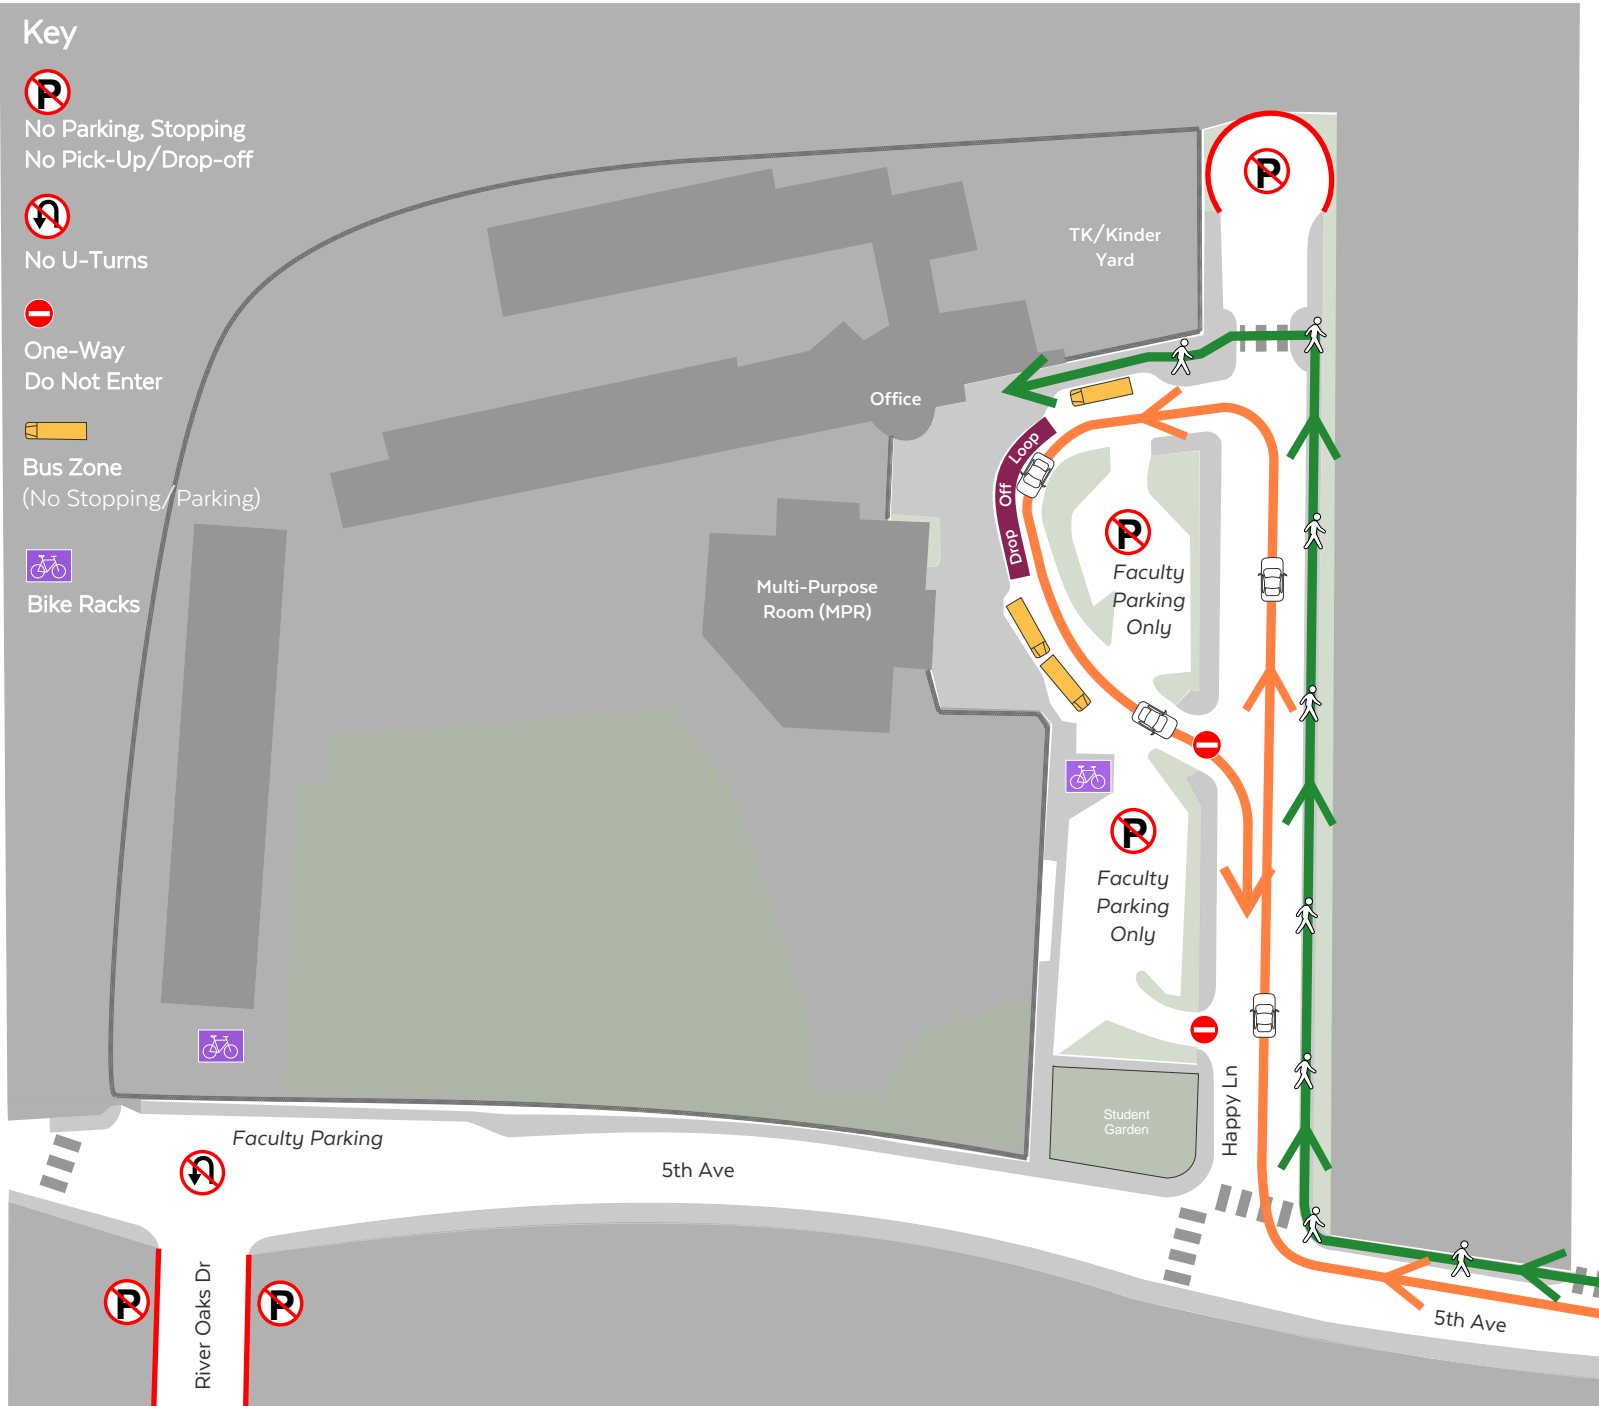 Key
P
No Parking, Stopping
No Pick-Up/Drop-off
No U-Turns
One-Way
Do Not Enter
Bus Zone
(No Stopping/Parking)
Bike Racks
P
TK/Kinder
Yard
Office
Drop Off Loop
P
Faculty
Parking
Only
Multi-Purpose
Room (MPR)
P
Faculty
Parking
Only
Student
Garden
Happy Ln
Faculty Parking
5th Ave
P
River Oaks Dr
P
5th Ave